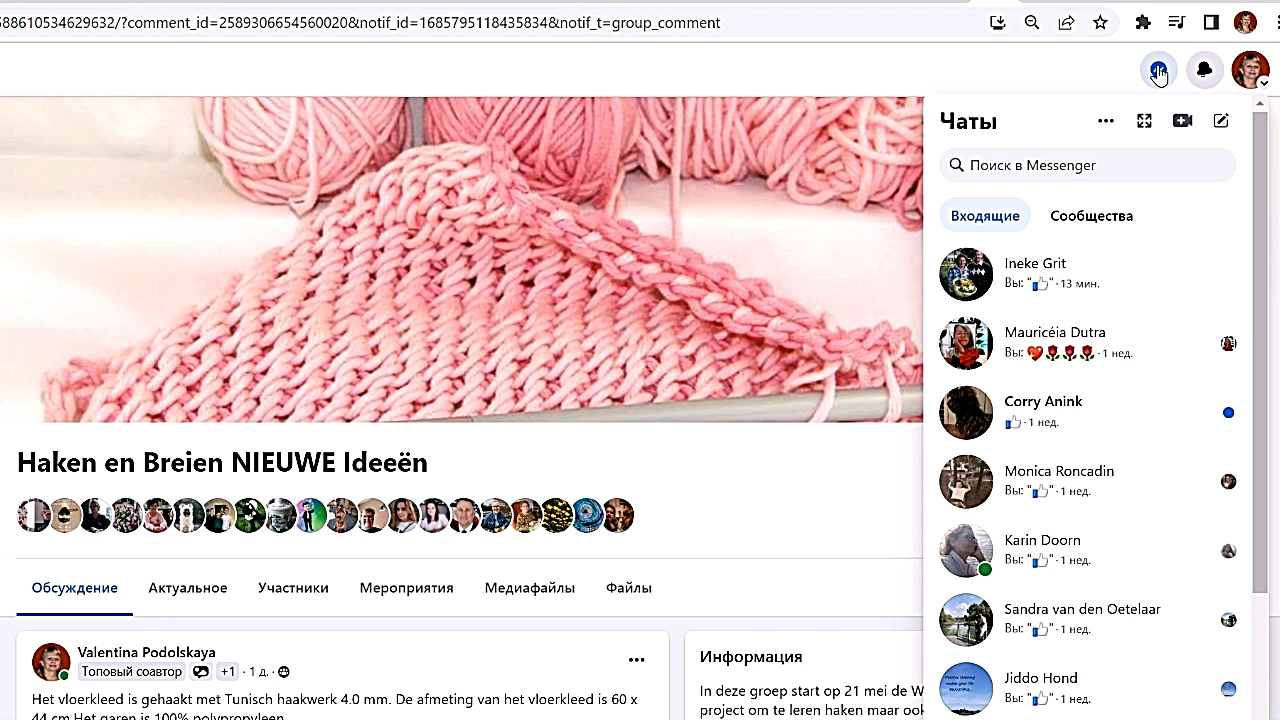 588610534629632/?comment_id=2589306654560020&notif_id=1685795118435834&notif_t=group_comment
Чаты
Поиск в Messenger
Входящие Сообщества
Ineke Grit
Вы: "👍" · 13 мин.
Mauricéia Dutra
Вы: 💖🌹🌹🌹 · 1 нед.
Corry Anink
👍 · 1 нед.
Monica Roncadin
Вы: "👍" · 1 нед.
Karin Doorn
Вы: "👍" · 1 нед.
Sandra van den Oetelaar
Вы: "👍" · 1 нед.
Jiddo Hond
Вы: "👍" · 1 нед.
Haken en Breien NIEUWE Ideeën
Обсуждение Актуальное Участники Мероприятия Медиафайлы Файлы
Valentina Podolskaya
Топовый соавтор +1 · 1 д. ·
Het vloerkleed is gehaakt met Tunisch haakwerk 4.0 mm. De afmeting van het vloerkleed is 60 x
44 cm Het garen is 100% polypropyleen
Информация
In deze groep start op 21 mei de W
project om te leren haken maar ook